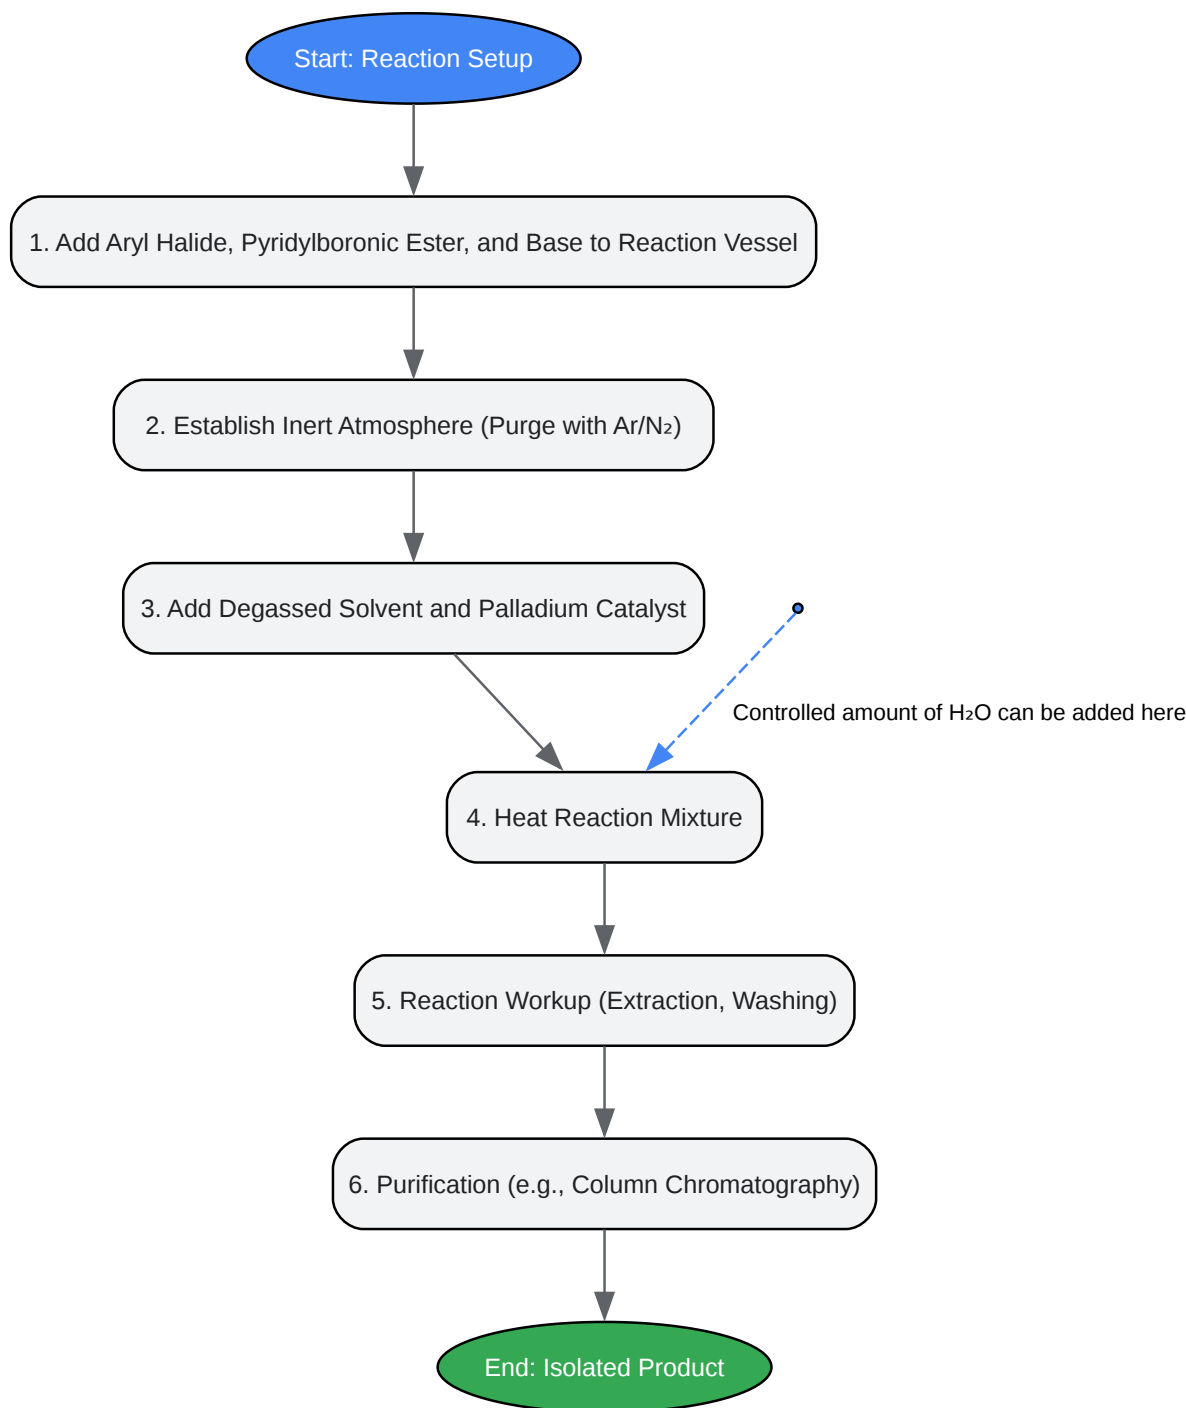 Start: Reaction Setup
1. Add Aryl Halide, Pyridylboronic Ester, and Base to Reaction Vessel
2. Establish Inert Atmosphere (Purge with Ar/N₂)
3. Add Degassed Solvent and Palladium Catalyst
Controlled amount of H₂O can be added here
4. Heat Reaction Mixture
5. Reaction Workup (Extraction, Washing)
6. Purification (e.g., Column Chromatography)
End: Isolated Product